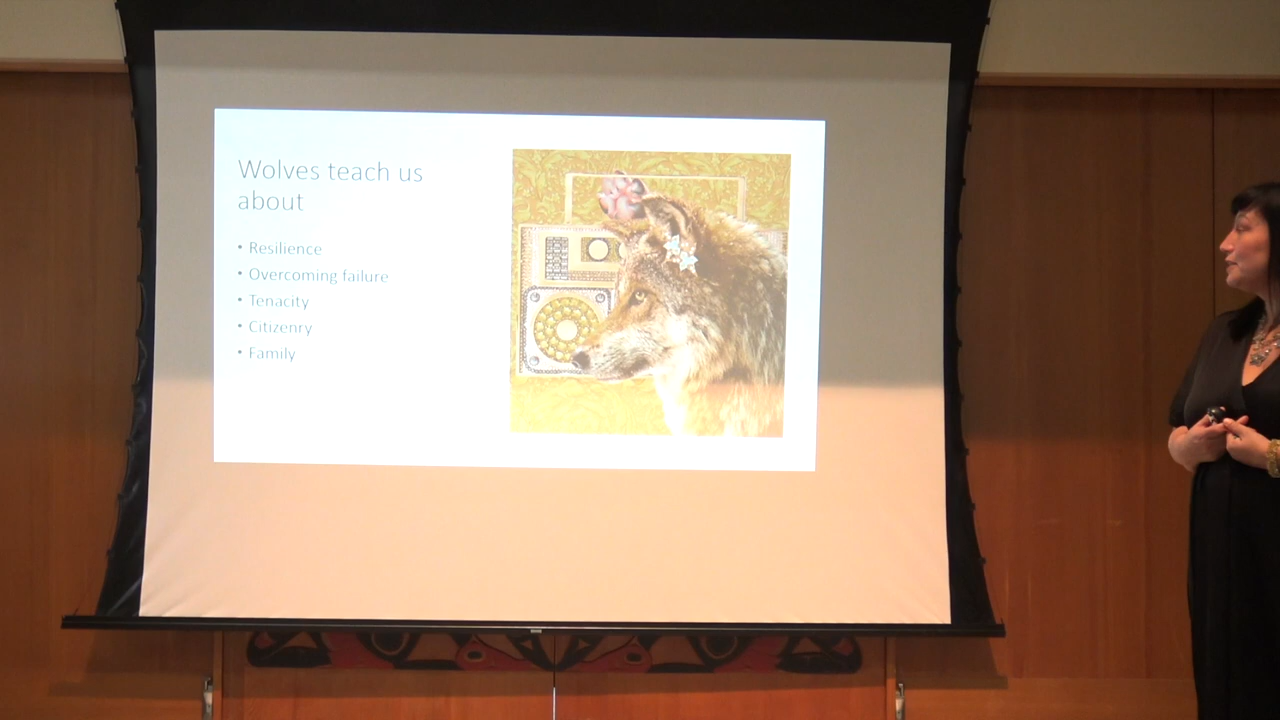 Wolves teach us
about
• Resilience
• Overcoming failure
• Tenacity
• Citizenry
• Family